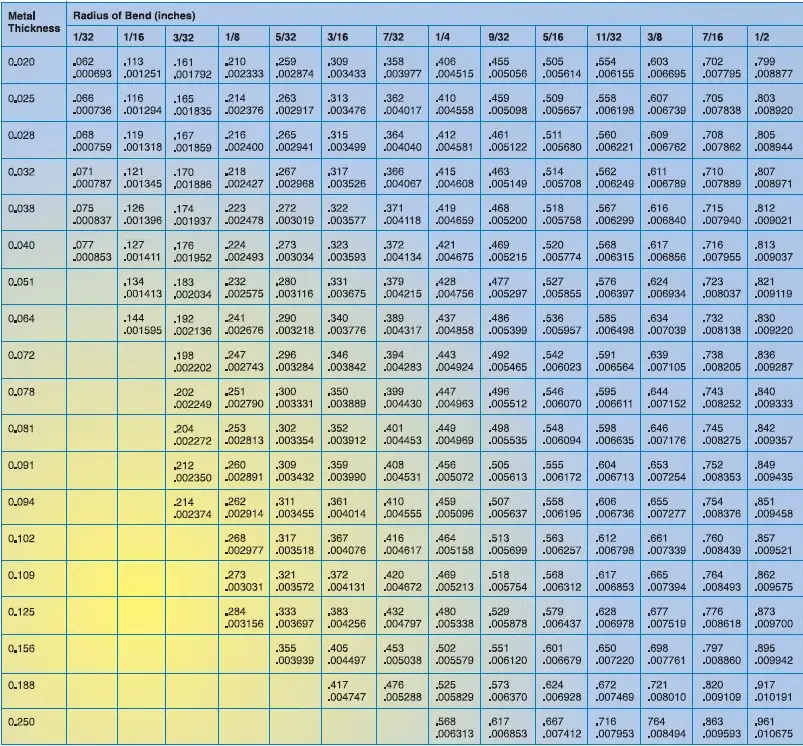 Metal Thickness Radius of Bend (inches)
1/32 1/16 3/32 1/8 5/32 3/16 7/32 1/4 9/32 5/16 11/32 3/8 7/16 1/2
0.020 .062 .113 .161 .210 .259 .309 .358 .406 .455 .505 .554 .603 .702 .799
.000693 .001251 .001792 .002333 .002874 .003433 .003977 .004515 .005056 .005614 .006155 .006695 .007795 .008877
0.025 .066 .116 .165 .214 .263 .313 .362 .410 .459 .509 .558 .607 .705 .803
.000736 .001294 .001835 .002376 .002917 .003476 .004017 .004558 .005098 .005657 .006198 .006739 .007838 .008920
0.028 .068 .119 .167 .216 .265 .315 .364 .412 .461 .511 .560 .609 .708 .805
.000759 .001318 .001859 .002400 .002941 .003499 .004040 .004581 .005122 .005680 .006221 .006762 .007862 .008944
0.032 .071 .121 .170 .218 .267 .317 .366 .415 .463 .514 .562 .611 .710 .807
.000787 .001345 .001886 .002427 .002968 .003526 .004067 .004608 .005149 .005708 .006249 .006789 .007889 .008971
0.038 .075 .126 .174 .223 .272 .322 .371 .419 .468 .518 .567 .616 .715 .812
.000837 .001396 .001937 .002478 .003019 .003577 .004118 .004659 .005200 .005758 .006299 .006840 .007940 .009021
0.040 .077 .127 .176 .224 .273 .323 .372 .421 .469 .520 .568 .617 .716 .813
.000853 .001411 .001952 .002493 .003034 .003593 .004134 .004675 .005215 .005774 .006315 .006856 .007955 .009037
0.051 .134 .183 .232 .280 .331 .379 .428 .477 .527 .576 .624 .723 .821
.001413 .002034 .002575 .003116 .003675 .004215 .004756 .005297 .005855 .006397 .006934 .008037 .009119
0.064 .144 .192 .241 .290 .340 .389 .437 .486 .536 .585 .634 .732 .830
.001595 .002136 .002676 .003218 .003776 .004317 .004858 .005399 .005957 .006498 .007039 .008138 .009220
0.072 .198 .247 .296 .346 .394 .443 .492 .542 .591 .639 .738 .836
.002202 .002743 .003284 .003842 .004283 .004924 .005465 .006023 .006564 .007105 .008205 .009287
0.078 .202 .251 .300 .350 .399 .447 .496 .546 .595 .644 .743 .840
.002249 .002790 .003331 .003889 .004430 .004963 .005512 .006070 .006611 .007152 .008252 .009333
0.081 .204 .253 .302 .352 .401 .449 .498 .548 .598 .646 .745 .842
.002272 .002813 .003354 .003912 .004453 .004969 .005535 .006094 .006635 .007176 .008275 .009357
0.091 .212 .260 .309 .359 .408 .456 .505 .555 .604 .653 .752 .849
.002350 .002891 .003432 .003990 .004531 .005072 .005613 .006172 .006713 .007254 .008353 .009435
0.094 .214 .262 .311 .361 .410 .459 .507 .558 .606 .655 .754 .851
.002374 .002914 .003455 .004014 .004555 .005096 .005637 .006195 .006736 .007277 .008376 .009458
0.102 .268 .317 .367 .416 .464 .513 .563 .612 .661 .760 .857
.002977 .003518 .004076 .004617 .005158 .005699 .006257 .006798 .007339 .008439 .009521
0.109 .273 .321 .372 .420 .469 .518 .568 .617 .665 .764 .862
.003031 .003572 .004131 .004672 .005213 .005754 .006312 .006853 .007394 .008493 .009575
0.125 .284 .333 .383 .432 .480 .529 .579 .628 .677 .776 .873
.003156 .003697 .004256 .004797 .005338 .005878 .006437 .006978 .007519 .008618 .009700
0.156 .355 .405 .453 .502 .551 .601 .650 .698 .797 .895
.003939 .004497 .005038 .005579 .006120 .006679 .007220 .007761 .008860 .009942
0.188 .417 .476 .525 .573 .624 .672 .721 .820 .917
.004747 .005288 .005829 .006370 .006928 .007469 .008010 .009109 .010191
0.250 .568 .617 .667 .716 764 .863 .961
.006313 .006853 .007412 .007953 .008494 .009593 .010675